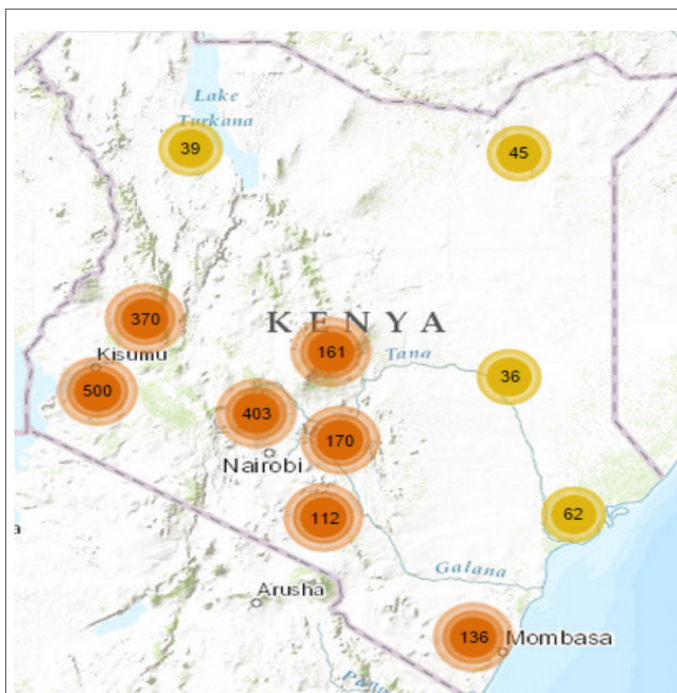 Lake
Turkana
39
45
370
KENYA
Kisumu
161
Tana
36
500
403
170
Nairobi
62
112
Galana
Arusha
136
Mombasa